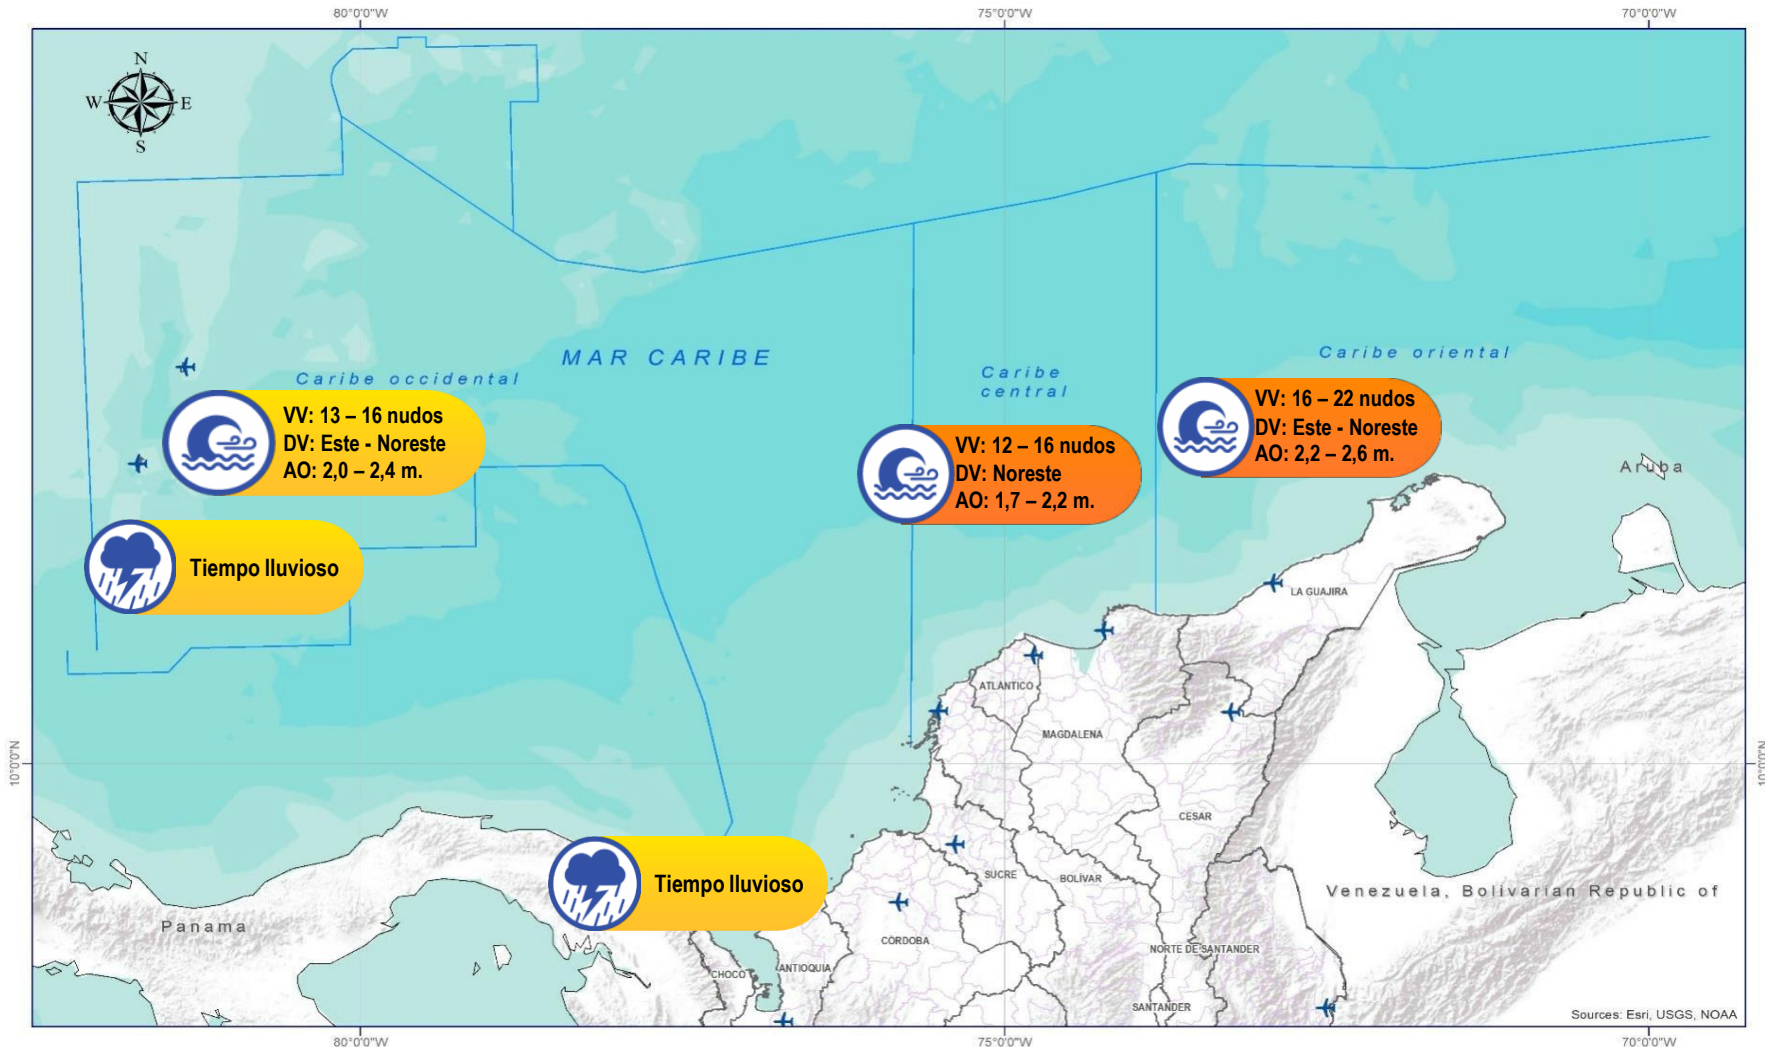 80°0'0"W
75°0'0"W
70°0'0"W
N
W
E
S
MAR CARIBE
Caribe occidental
Caribe
central
Caribe oriental
VV: 13 – 16 nudos
DV: Este - Noreste
AO: 2,0 – 2,4 m.
VV: 12 – 16 nudos
DV: Noreste
AO: 1,7 – 2,2 m.
VV: 16 – 22 nudos
DV: Este - Noreste
AO: 2,2 – 2,6 m.
Aruba
Tiempo lluvioso
LA GUAJIRA
ATLÁNTICO
MAGDALENA
10°0'0"N
10°0'0"N
CESAR
Tiempo lluvioso
SUCRE
BOLÍVAR
Venezuela, Bolivarian Republic of
Panama
CÓRDOBA
NORTE DE SANTANDER
CHOCO
ANTIOQUIA
SANTANDER
Sources: Esri, USGS, NOAA
80°0'0"W
75°0'0"W
70°0'0"W